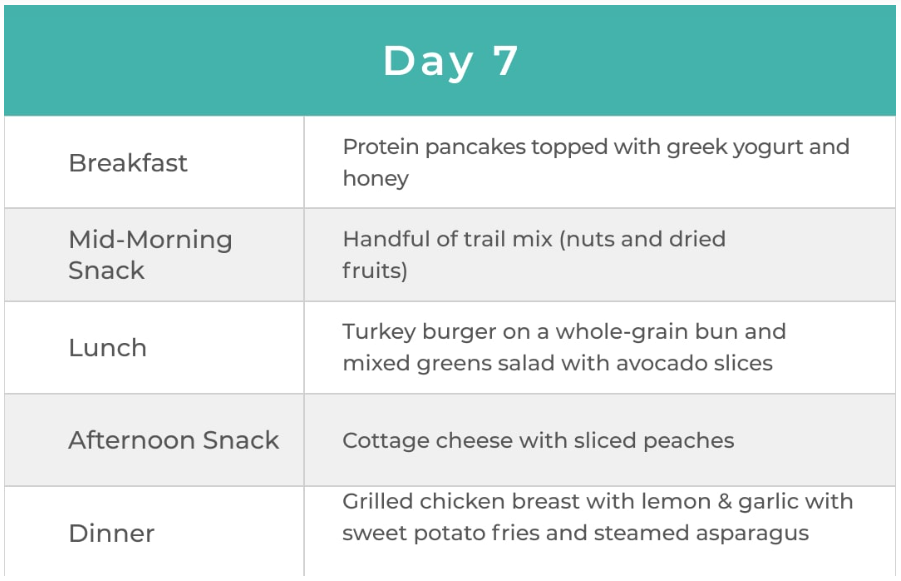 Day 7
Breakfast
Protein pancakes topped with greek yogurt and
honey
Mid-Morning
Snack
Handful of trail mix (nuts and dried
fruits)
Lunch
Turkey burger on a whole-grain bun and
mixed greens salad with avocado slices
Afternoon Snack
Cottage cheese with sliced peaches
Dinner
Grilled chicken breast with lemon & garlic with
sweet potato fries and steamed asparagus